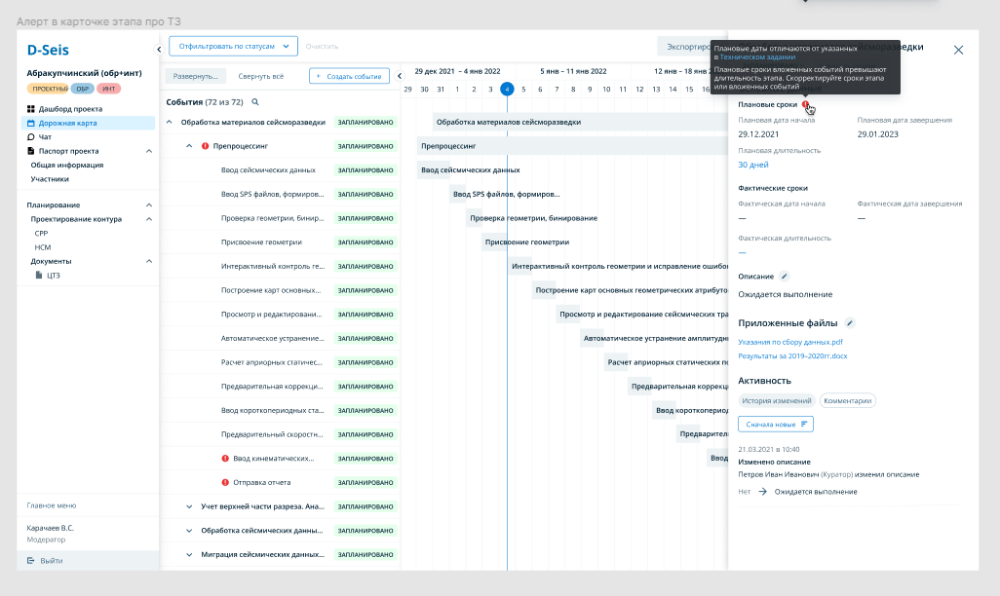 Алерт в карточке этапа про ТЗ
D-Seis
Абракупчинский (обр+инт)
ПРОЕКТНЫЙ ОБР ИНТ
Дашборд проекта
Дорожная карта
Чат
Паспорт проекта
Общая информация
Участники
Планирование
Проектирование контура
СРР
НСМ
Документы
ЦТЗ
Главное меню
Карачаев В.С.
Модератор
Выйти
Отфильтровать по статусам
Очистить
Экспортиро
Развернуть...
Свернуть всё
+ Создать событие
29 дек 2021 – 4 янв 2022
5 янв – 11 янв 2022
12 янв – 18 янв
29 30 31 1 2 3 4 5 6 7 8 9 10 11 12 13 14 15 16
События (72 из 72)
Обработка материалов сейсморазведки ЗАПЛАНИРОВАНО Обработка материалов сейсморазведки
Препроцессинг ЗАПЛАНИРОВАНО Препроцессинг
Ввод сейсмических данных ЗАПЛАНИРОВАНО Ввод сейсмических данных
Ввод SPS файлов, формиров... ЗАПЛАНИРОВАНО Ввод SPS файлов, формиров...
Проверка геометрии, бинир... ЗАПЛАНИРОВАНО Проверка геометрии, бинирование
Присвоение геометрии ЗАПЛАНИРОВАНО Присвоение геометрии
Интерактивный контроль ге... ЗАПЛАНИРОВАНО Интерактивный контроль геометрии и исправление ошибо
Построение карт основных... ЗАПЛАНИРОВАНО Построение карт основных геометрических атрибуто
Просмотр и редактировани... ЗАПЛАНИРОВАНО Просмотр и редактирование сейсмических тра
Автоматическое устранение... ЗАПЛАНИРОВАНО Автоматическое устранение амплитудн
Расчет априорных статичес... ЗАПЛАНИРОВАНО Расчет априорных статических по
Предварительная коррекци... ЗАПЛАНИРОВАНО Предварительная коррекц
Ввод короткопериодных ста... ЗАПЛАНИРОВАНО Ввод короткопериод
Предварительный скоростн... ЗАПЛАНИРОВАНО Предварител
Ввод кинематических... ЗАПЛАНИРОВАНО Ввод
Отправка отчета ЗАПЛАНИРОВАНО
Учет верхней части разреза. Ана... ЗАПЛАНИРОВАНО
Обработка сейсмических данны... ЗАПЛАНИРОВАНО
Миграция сейсмических данных... ЗАПЛАНИРОВАНО
сейсморазведки
Плановые даты отличаются от указанных
в Техническом задании
Плановые сроки вложенных событий превышают
длительность этапа. Скорректируйте сроки этапа
или вложенных событий
Плановые сроки
Плановая дата начала Плановая дата завершения
29.12.2021 29.01.2023
Плановая длительность
30 дней
Фактические сроки
Фактическая дата начала Фактическая дата завершения
— —
Фактическая длительность
—
Описание
Ожидается выполнение
Приложенные файлы
Указания по сбору данных.pdf
Результаты за 2019–2020гг.docx
Активность
История изменений Комментарии
Сначала новые
21.03.2021 в 10:40
Изменено описание
Петров Иван Иванович (Куратор) изменил описание
Нет → Ожидается выполнение